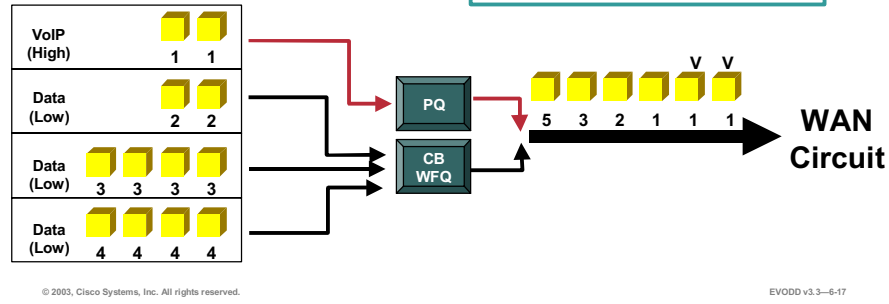 VoIP
(High)
1 1
Data
(Low)
2 2
Data
(Low)
3 3 3 3
Data
(Low)
4 4 4 4
PQ
CB
WFQ
V V
5 3 2 1 1 1
WAN
Circuit
© 2003, Cisco Systems, Inc. All rights reserved.
EVODD v3.3—6-17